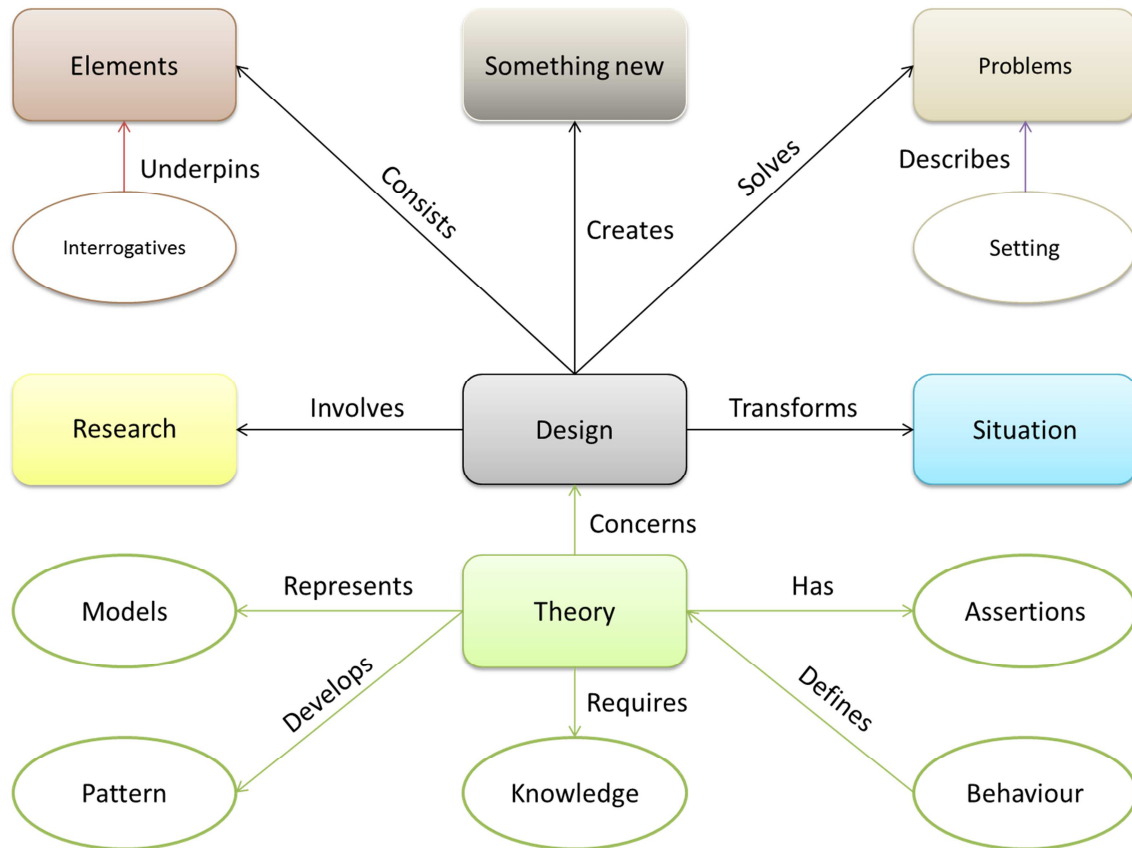 Elements
Something new
Problems
Underpins
Consists
Solves
Describes
Interrogatives
Creates
Setting
Research
Involves
Design
Transforms
Situation
Concerns
Models
Represents
Theory
Has
Assertions
Develops
Requires
Defines
Pattern
Knowledge
Behaviour